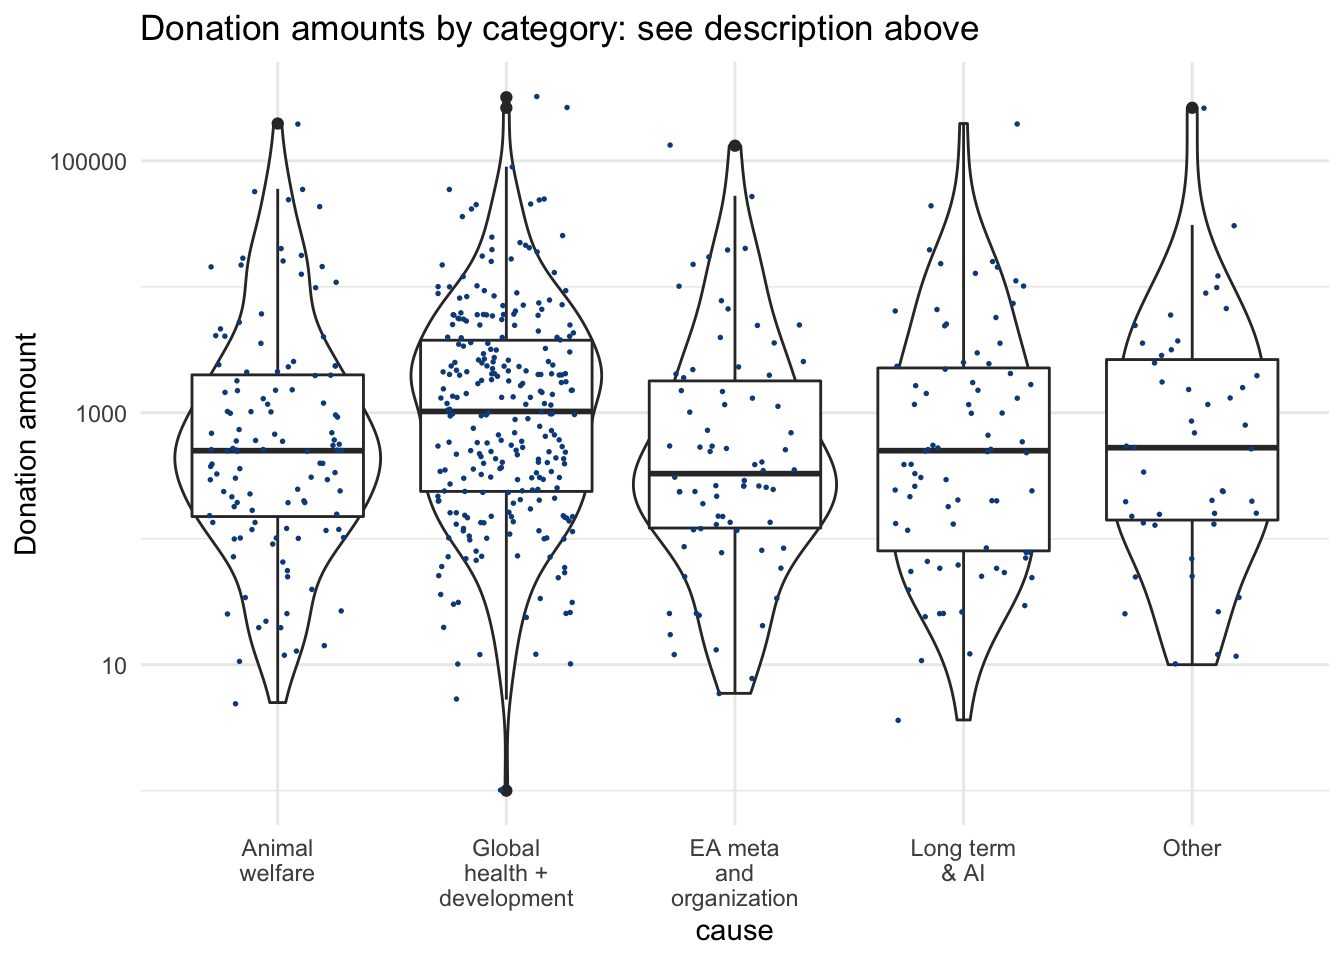 Donation amounts by category: see description above
Donation amount
100000
1000
10
Animal
welfare
Global
health +
development
EA meta
and
organization
Long term
& AI
Other
cause